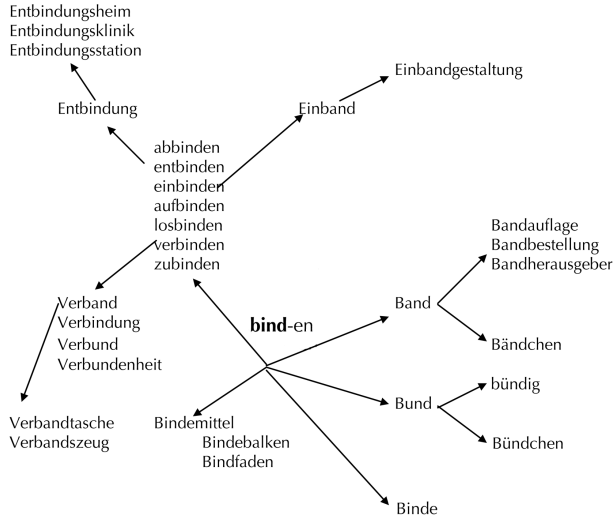 Entbindungsheim
Entbindungsklinik
Entbindungsstation
Einbandgestaltung
Entbindung
Einband
abbinden
entbinden
einbinden
aufbinden
losbinden
verbinden
zubinden
Bandauflage
Bandbestellung
Bandherausgeber
Verband
Verbindung
Verbund
Verbundenheit
bind-en
Band
Bändchen
bündig
Bund
Bündchen
Verbandtasche
Verbandszeug
Bindemittel
Bindebalken
Bindfaden
Binde